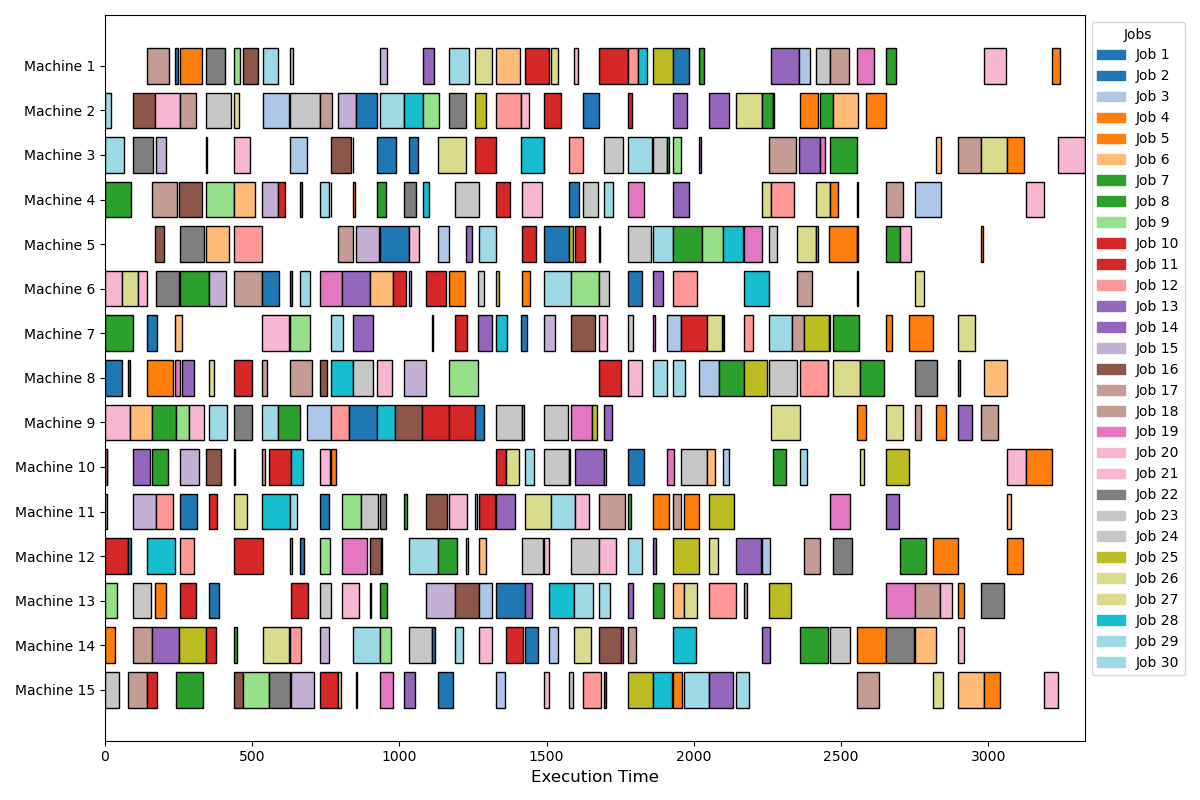 Jobs
Machine 1
Machine 2
Machine 3
Machine 4
Machine 5
Machine 6
Machine 7
Machine 8
Machine 9
Machine 10
Machine 11
Machine 12
Machine 13
Machine 14
Machine 15
Job 1
Job 2
Job 3
Job 4
Job 5
Job 6
Job 7
Job 8
Job 9
Job 10
Job 11
Job 12
Job 13
Job 14
Job 15
Job 16
Job 17
Job 18
Job 19
Job 20
Job 21
Job 22
Job 23
Job 24
Job 25
Job 26
Job 27
Job 28
Job 29
Job 30
0 500 1000 1500 2000 2500 3000
Execution Time